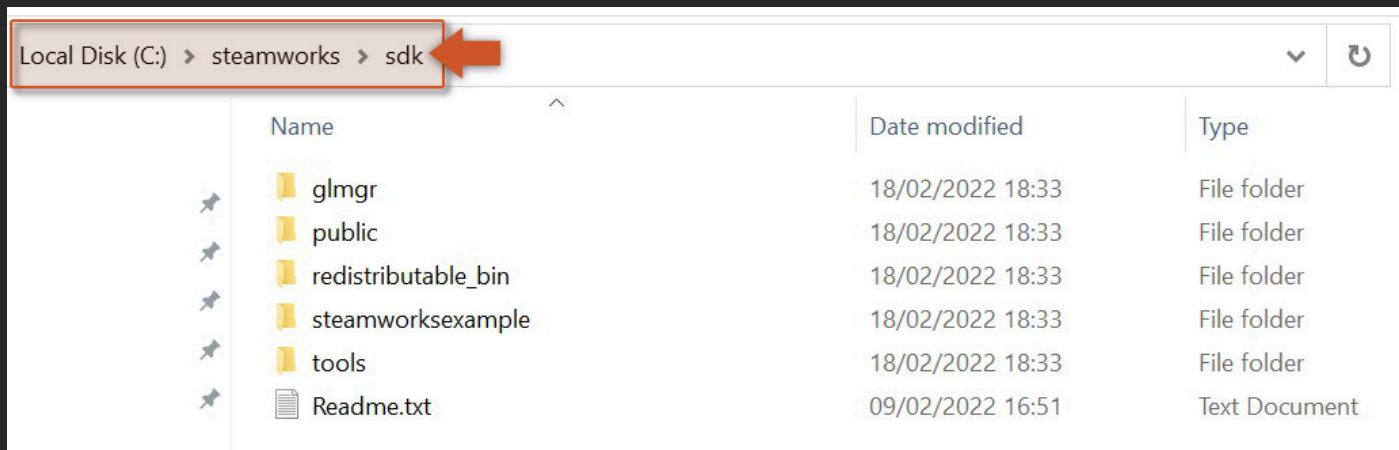 Local Disk (C:) > steamworks > sdk
Name Date modified Type
glmgr 18/02/2022 18:33 File folder
public 18/02/2022 18:33 File folder
redistributable_bin 18/02/2022 18:33 File folder
steamworksexample 18/02/2022 18:33 File folder
tools 18/02/2022 18:33 File folder
Readme.txt 09/02/2022 16:51 Text Document